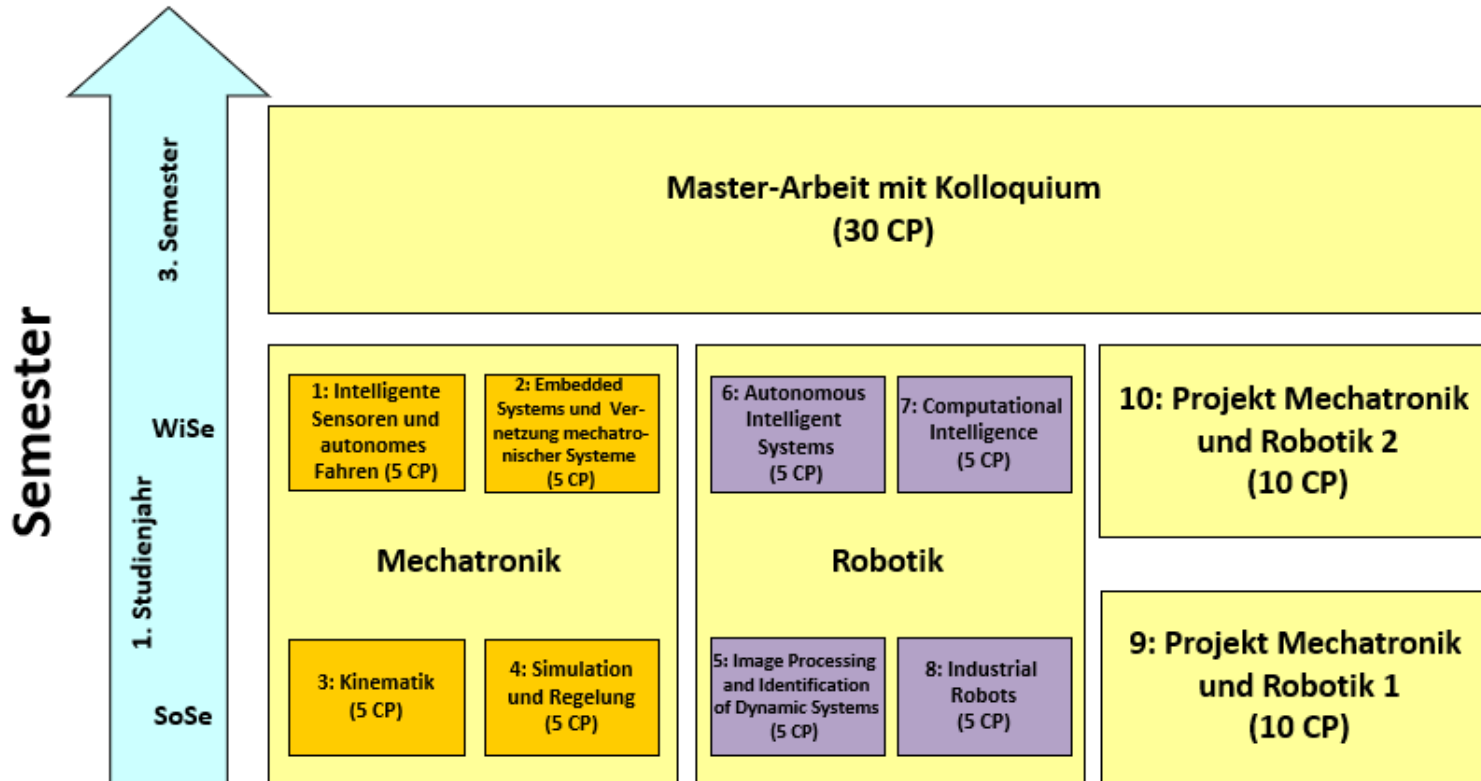 Semester
3. Semester
WiSe
1. Studienjahr
SoSe
Master-Arbeit mit Kolloquium
(30 CP)
1: Intelligente
Sensoren und
autonomes
Fahren (5 CP)
2: Embedded
Systems und Ver-
netzung mechatro-
nischer Systeme
(5 CP)
Mechatronik
3: Kinematik
(5 CP)
4: Simulation
und Regelung
(5 CP)
6: Autonomous
Intelligent
Systems
(5 CP)
7: Computational
Intelligence
(5 CP)
Robotik
5: Image Processing
and Identification
of Dynamic Systems
(5 CP)
8: Industrial
Robots
(5 CP)
10: Projekt Mechatronik
und Robotik 2
(10 CP)
9: Projekt Mechatronik
und Robotik 1
(10 CP)